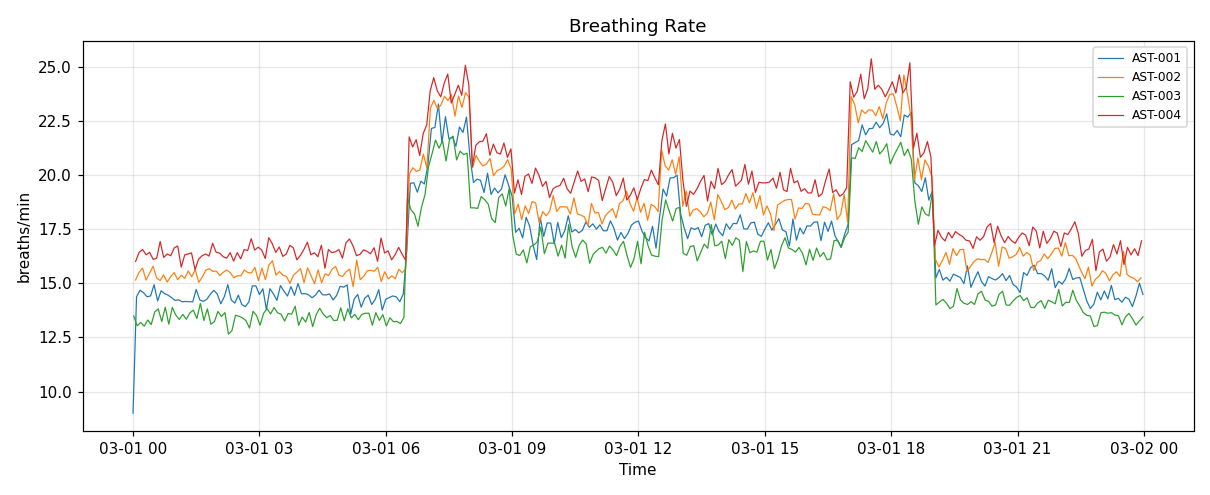 Breathing Rate
25.0
22.5
20.0
17.5
15.0
12.5
10.0
breaths/min
AST-001
AST-002
AST-003
AST-004
03-01 00
03-01 03
03-01 06
03-01 09
03-01 12
03-01 15
03-01 18
03-01 21
03-02 00
Time